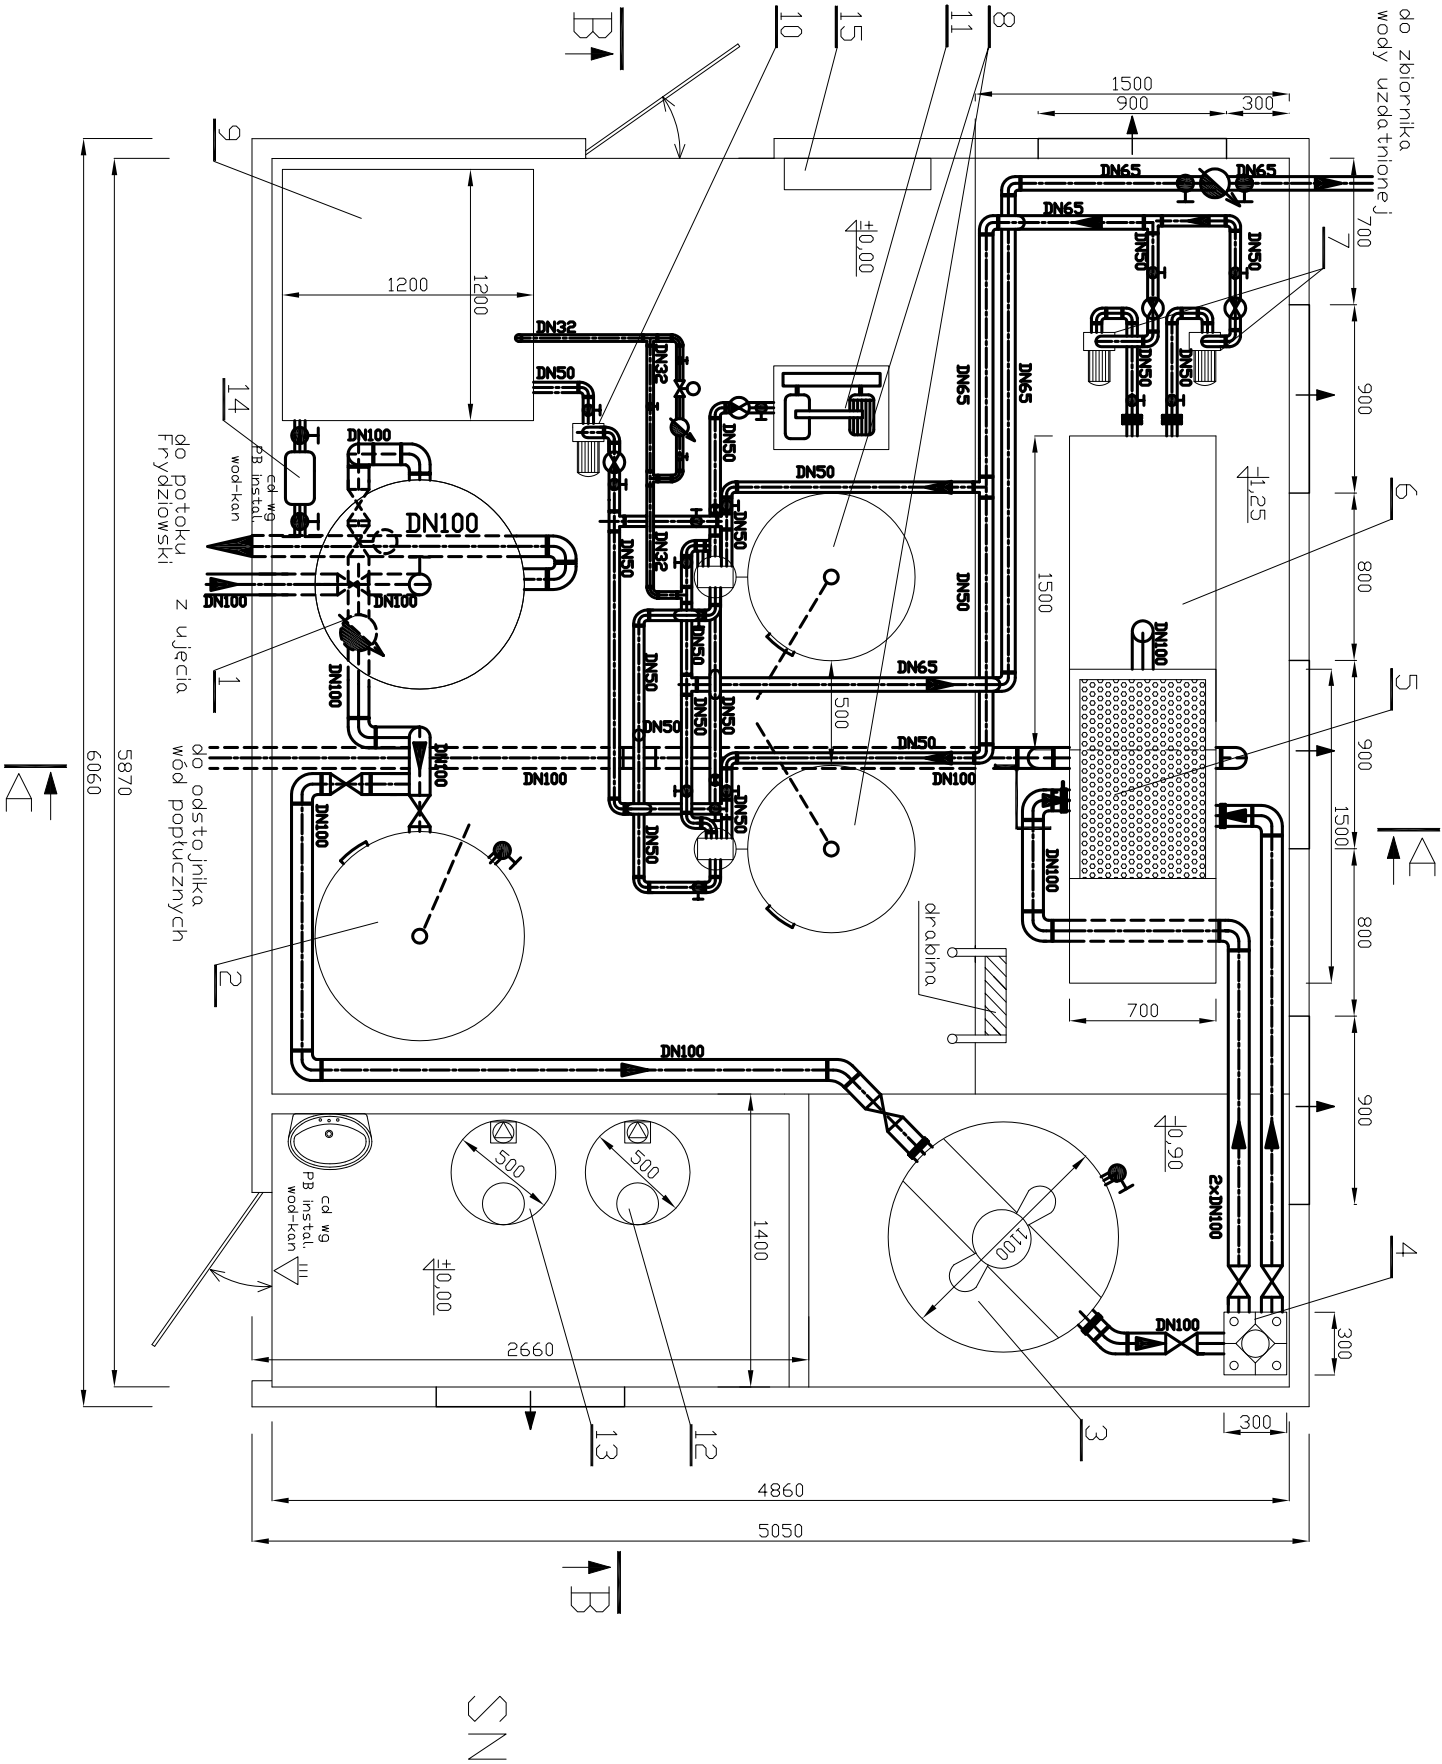 do zbiornika
wody uzdatnionej
B
10
15
11
8
1500
900
300
DN65
DN65
700
7
9
DN65
±0,00
DN50
DN50
1200
1200
DN32
DN32
DN50
DN65
DN65
DN50
DN50
900
900
14
DN100
cd wg
PB instal.
wod-kan
do potoku
Frydziowski
DN50
DN50
-1,25
6
DN100
DN50
DN50
DN32
DN50
1500
800
DN100
DN100
z ujęcia
1
DN100
DN50
DN50
DN65
DN100
5
DN50
DN50
DN50
500
DN50
900
1500
A
5870
6060
do odstojnika
wód popłucznych
DN100
DN100
DN100
DN100
DN50
DN50
DN100
A
2
drabina
800
700
DN100
900
-0,90
500
500
1400
cd wg
PB instal.
wod-kan
±0,00
1100
2xDN100
4
DN100
300
2660
300
13
12
3
4860
5050
B
SN